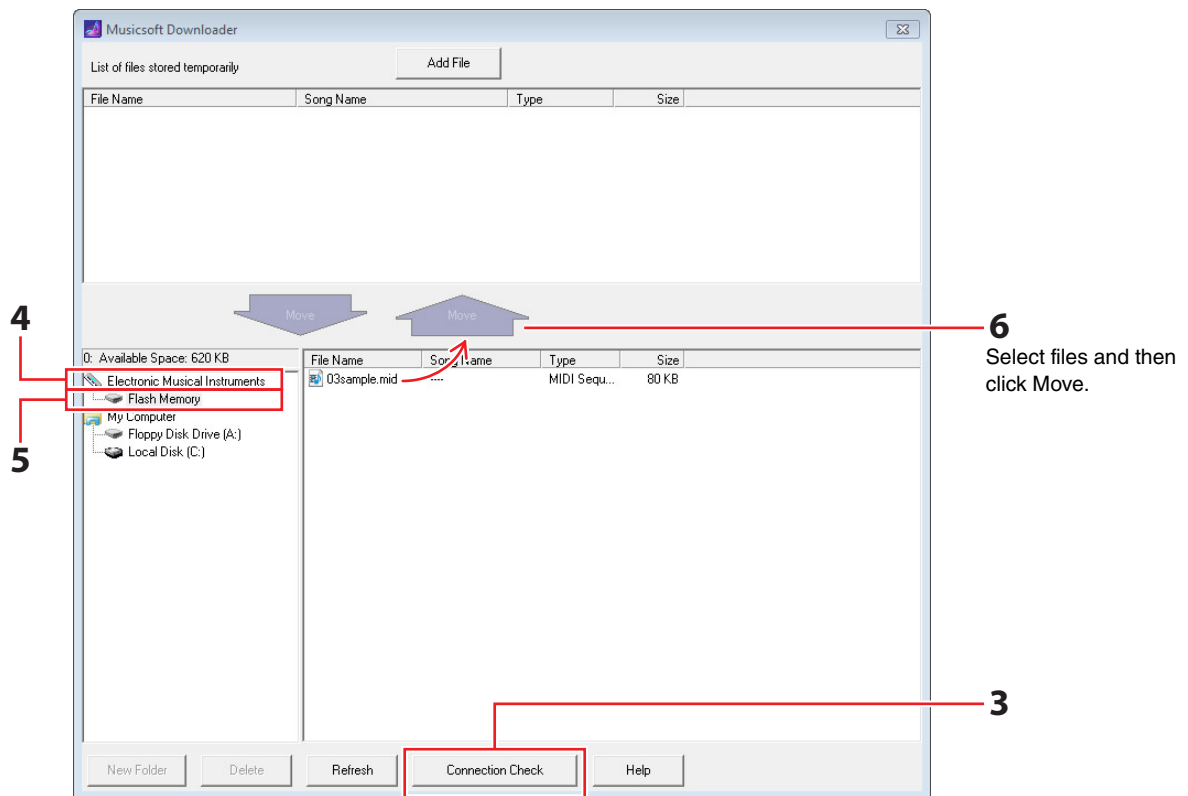 Musicsoft Downloader
List of files stored temporarily
Add File
File Name Song Name Type Size
Move Move
4
6
Select files and then
click Move.
0: Available Space: 620 KB
File Name Song Name Type Size
Electronic Musical Instruments
03sample.mid ---- MIDI Sequ... 80 KB
Flash Memory
5
My Computer
Floppy Disk Drive (A:)
Local Disk (C:)
3
New Folder Delete Refresh Connection Check Help